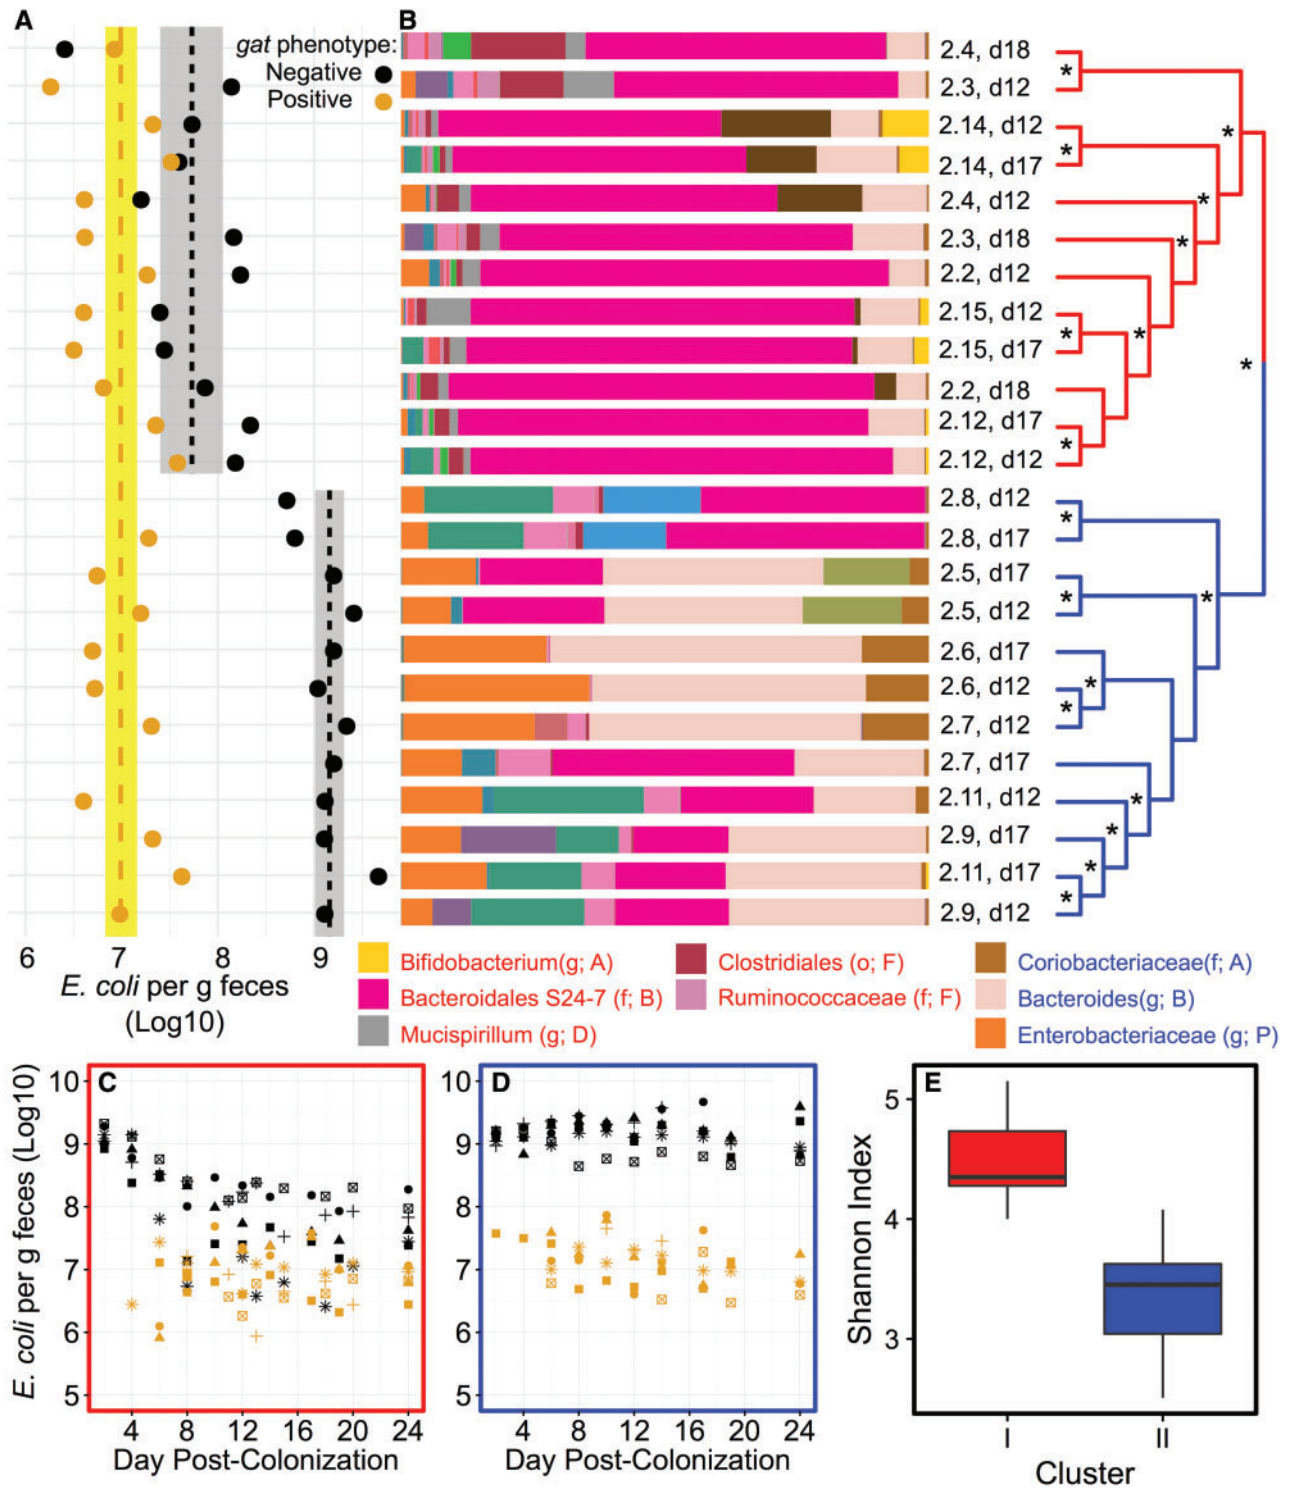 A
B
gat phenotype:
Negative
Positive
2.4, d18
2.3, d12
2.14, d12
2.14, d17
2.4, d12
2.3, d18
2.2, d12
2.15, d12
2.15, d17
2.2, d18
2.12, d17
2.12, d12
2.8, d12
2.8, d17
2.5, d17
2.5, d12
2.6, d17
2.6, d12
2.7, d12
2.7, d17
2.11, d12
2.9, d17
2.11, d17
2.9, d12
* * * * * * * * *
* * * * * * * * * *
6 7 8 9
E. coli per g feces
(Log10)
Bifidobacterium(g; A)
Bacteroidales S24-7 (f; B)
Mucispirillum (g; D)
Clostridiales (o; F)
Ruminococcaceae (f; F)
Coriobacteriaceae(f; A)
Bacteroides(g; B)
Enterobacteriaceae (g; P)
C
E. coli per g feces (Log10)
10
9
8
7
6
5
4 8 12 16 20 24
Day Post-Colonization
D
10
9
8
7
6
5
4 8 12 16 20 24
Day Post-Colonization
E
Shannon Index
5
4
3
I II
Cluster